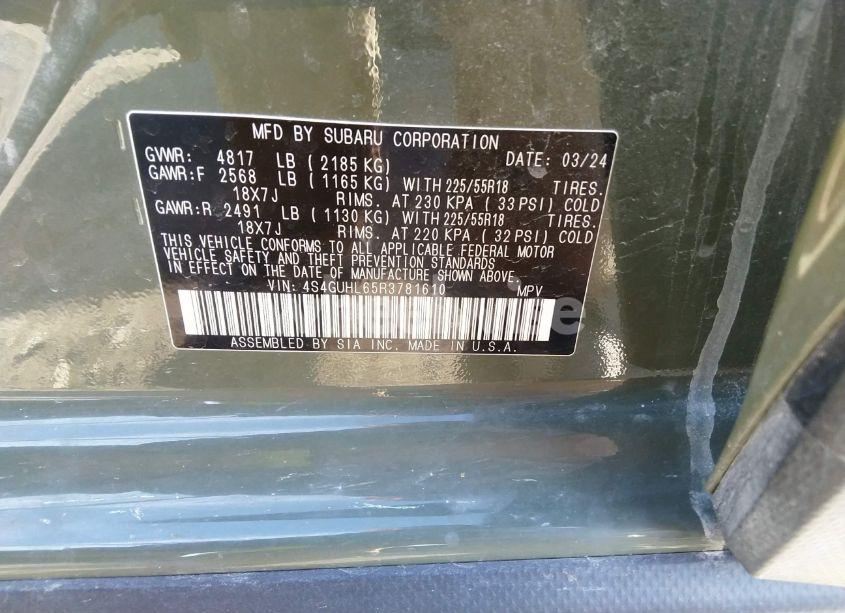 MFD BY SUBARU CORPORATION
GVWR: 4817 LB (2185 KG) DATE: 03/24
GAWR:F 2568 LB (1165 KG) WITH 225/55R18 TIRES.
18X7J RIMS. AT 230 KPA (33 PSI) COLD
GAWR:R 2491 LB (1130 KG) WITH 225/55R18 TIRES.
18X7J RIMS. AT 220 KPA (32 PSI) COLD
THIS VEHICLE CONFORMS TO ALL APPLICABLE FEDERAL MOTOR
VEHICLE SAFETY AND THEFT PREVENTION STANDARDS
IN EFFECT ON THE DATE OF MANUFACTURE SHOWN ABOVE.
VIN: 4S4GUHL65R3781610 MPV
ASSEMBLED BY SIA INC. MADE IN U.S.A.